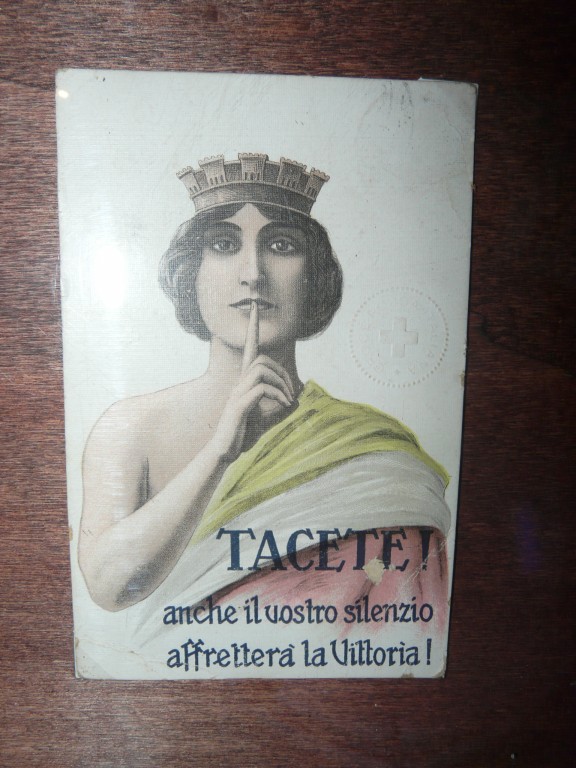 TACETE!
anche il vostro silenzio
affretterà la Vittoria!